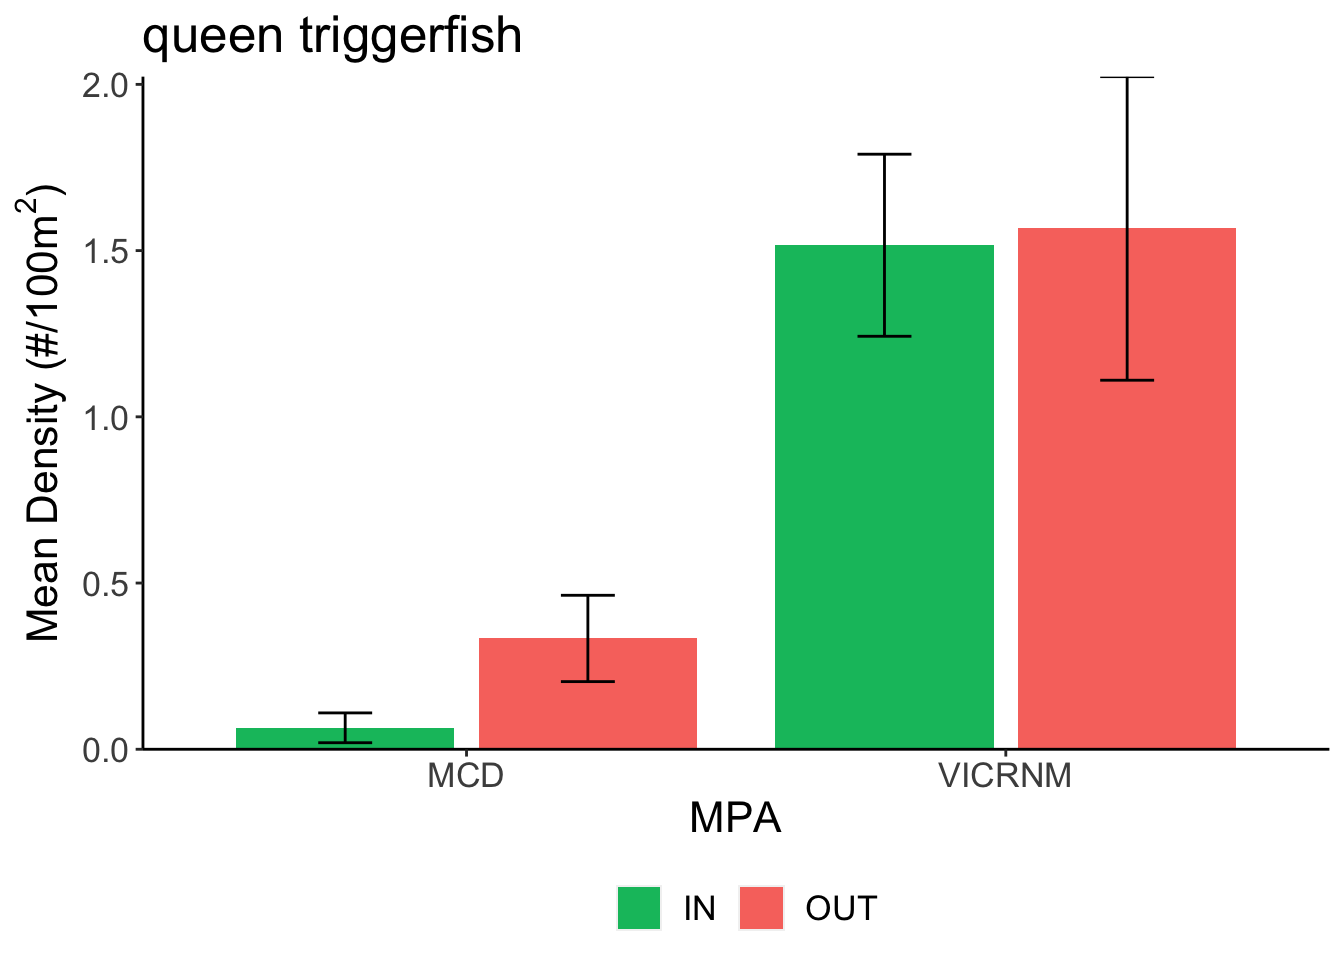 queen triggerfish
Mean Density (#/100m²)
2.0
1.5
1.0
0.5
0.0
MCD VICRNM
MPA
IN OUT